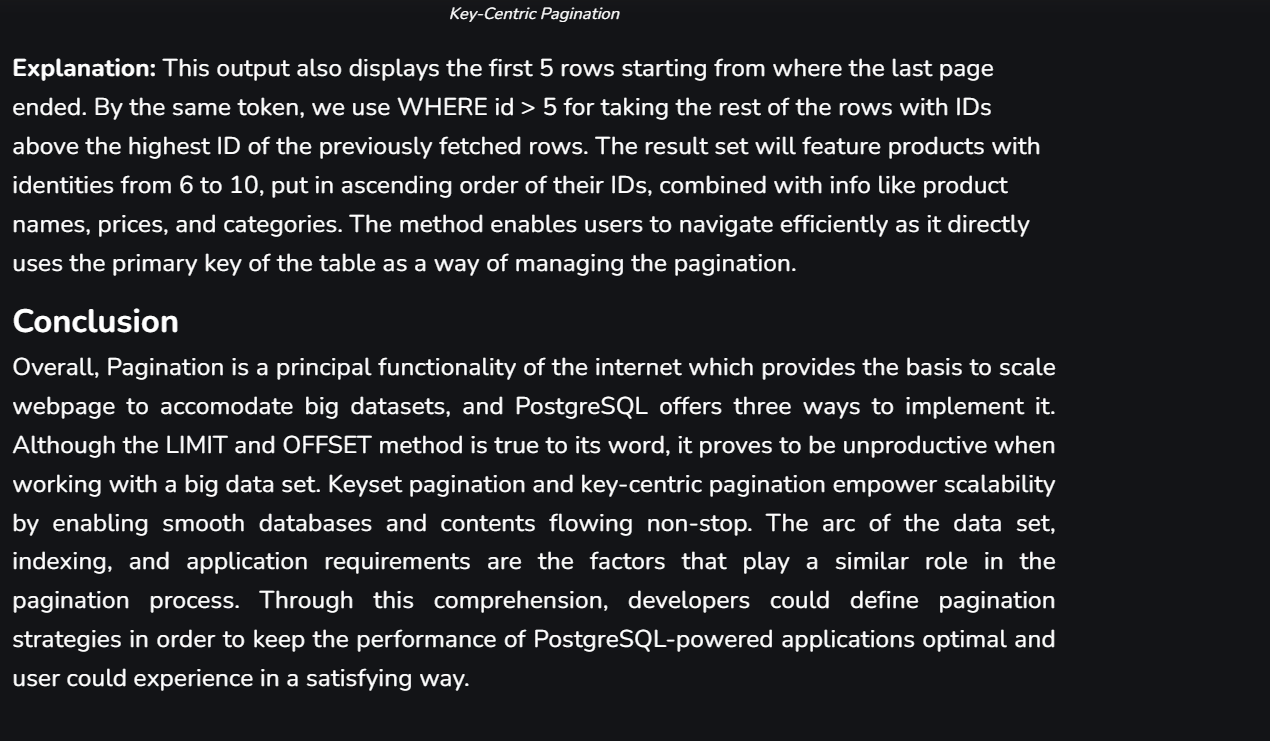 Key-Centric Pagination
Explanation: This output also displays the first 5 rows starting from where the last page
ended. By the same token, we use WHERE id > 5 for taking the rest of the rows with IDs
above the highest ID of the previously fetched rows. The result set will feature products with
identities from 6 to 10, put in ascending order of their IDs, combined with info like product
names, prices, and categories. The method enables users to navigate efficiently as it directly
uses the primary key of the table as a way of managing the pagination.
Conclusion
Overall, Pagination is a principal functionality of the internet which provides the basis to scale
webpage to accomodate big datasets, and PostgreSQL offers three ways to implement it.
Although the LIMIT and OFFSET method is true to its word, it proves to be unproductive when
working with a big data set. Keyset pagination and key-centric pagination empower scalability
by enabling smooth databases and contents flowing non-stop. The arc of the data set,
indexing, and application requirements are the factors that play a similar role in the
pagination process. Through this comprehension, developers could define pagination
strategies in order to keep the performance of PostgreSQL-powered applications optimal and
user could experience in a satisfying way.